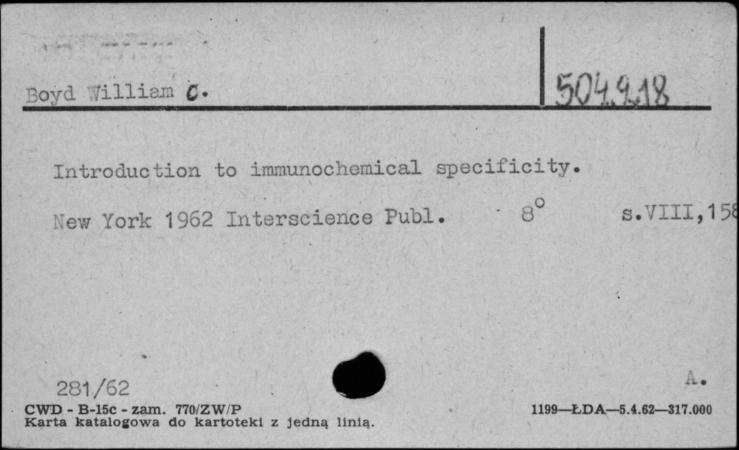 Boyd William C.
504.9.18
Introduction to immunochemical specificity.
New York 1962 Interscience Publ. 8° s.VIII,158
281/62
A.
CWD - B-15c - zam. 770/ZW/P
1199—ŁDA—5.4.62—317.000
Karta katalogowa do kartoteki z jedną linią.